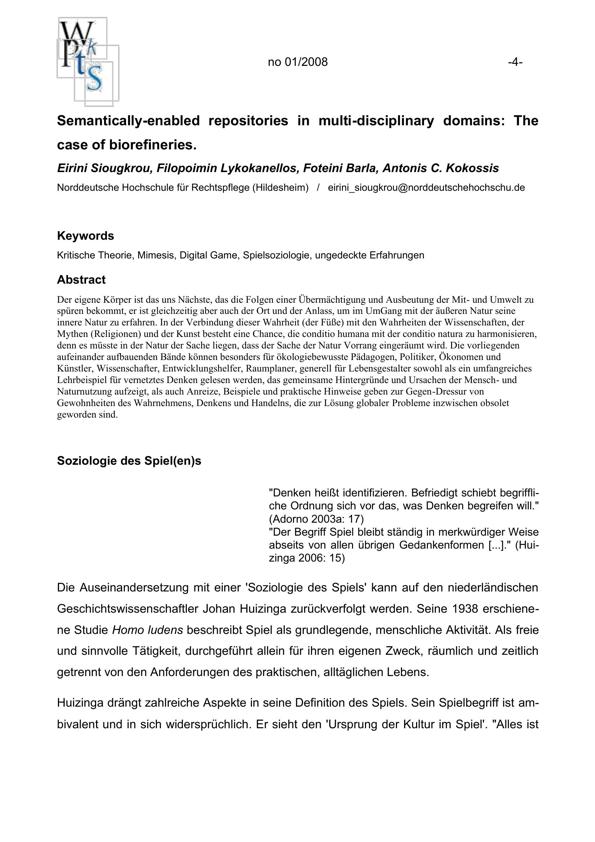 W
P k
t s
S
no 01/2008 -4-
Semantically-enabled repositories in multi-disciplinary domains: The
case of biorefineries.
Eirini Siougkrou, Filopoimin Lykokanellos, Foteini Barla, Antonis C. Kokossis
Norddeutsche Hochschule für Rechtspflege (Hildesheim) / eirini_siougkrou@norddeutschehochschu.de
Keywords
Kritische Theorie, Mimesis, Digital Game, Spielsoziologie, ungedeckte Erfahrungen
Abstract
Der eigene Körper ist das uns Nächste, das die Folgen einer Übermächtigung und Ausbeutung der Mit- und Umwelt zu
spüren bekommt, er ist gleichzeitig aber auch der Ort und der Anlass, um im UmGang mit der äußeren Natur seine
innere Natur zu erfahren. In der Verbindung dieser Wahrheit (der Füße) mit den Wahrheiten der Wissenschaften, der
Mythen (Religionen) und der Kunst besteht eine Chance, die conditio humana mit der conditio natura zu harmonisieren,
denn es müsste in der Natur der Sache liegen, dass der Sache der Natur Vorrang eingeräumt wird. Die vorliegenden
aufeinander aufbauenden Bände können besonders für ökologiebewusste Pädagogen, Politiker, Ökonomen und
Künstler, Wissenschafter, Entwicklungshelfer, Raumplaner, generell für Lebensgestalter sowohl als ein umfangreiches
Lehrbeispiel für vernetztes Denken gelesen werden, das gemeinsame Hintergründe und Ursachen der Mensch- und
Naturnutzung aufzeigt, als auch Anreize, Beispiele und praktische Hinweise geben zur Gegen-Dressur von
Gewohnheiten des Wahrnehmens, Denkens und Handelns, die zur Lösung globaler Probleme inzwischen obsolet
geworden sind.
Soziologie des Spiel(en)s
"Denken heißt identifizieren. Befriedigt schiebt begriffli-
che Ordnung sich vor das, was Denken begreifen will."
(Adorno 2003a: 17)
"Der Begriff Spiel bleibt ständig in merkwürdiger Weise
abseits von allen übrigen Gedankenformen [...]." (Hui-
zinga 2006: 15)
Die Auseinandersetzung mit einer 'Soziologie des Spiels' kann auf den niederländischen
Geschichtswissenschaftler Johan Huizinga zurückverfolgt werden. Seine 1938 erschiene-
ne Studie Homo ludens beschreibt Spiel als grundlegende, menschliche Aktivität. Als freie
und sinnvolle Tätigkeit, durchgeführt allein für ihren eigenen Zweck, räumlich und zeitlich
getrennt von den Anforderungen des praktischen, alltäglichen Lebens.
Huizinga drängt zahlreiche Aspekte in seine Definition des Spiels. Sein Spielbegriff ist am-
bivalent und in sich widersprüchlich. Er sieht den 'Ursprung der Kultur im Spiel'. "Alles ist